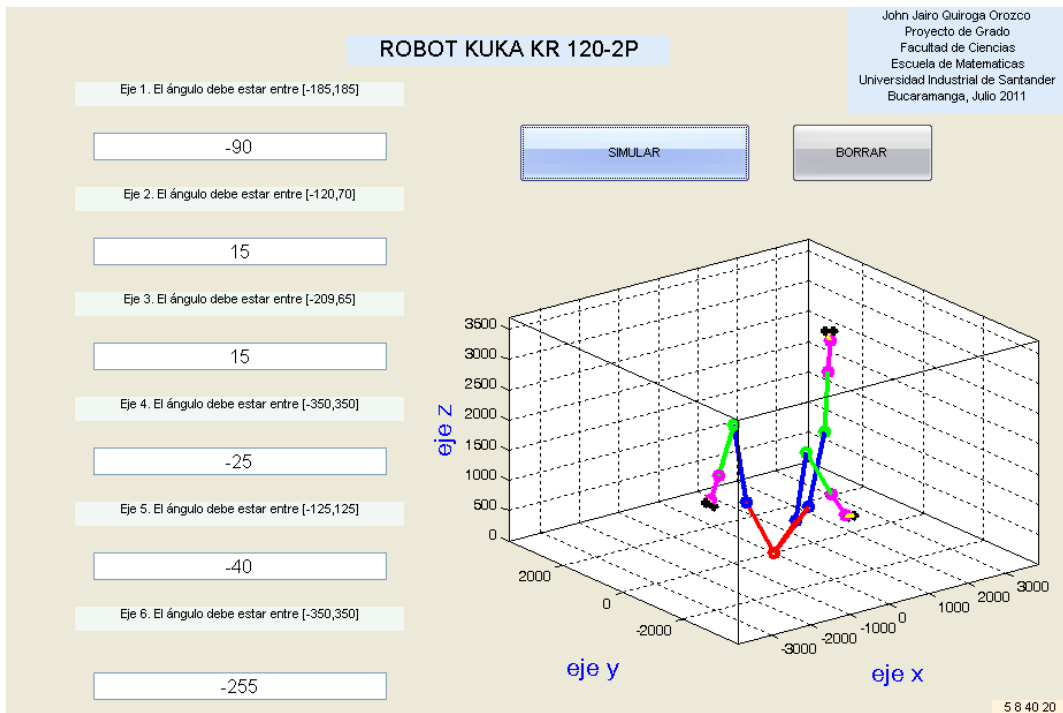 John Jairo Quiroga Orozco
Proyecto de Grado
Facultad de Ciencias
Escuela de Matematicas
Universidad Industrial de Santander
Bucaramanga, Julio 2011
ROBOT KUKA KR 120-2P
Eje 1. El ángulo debe estar entre [-185,185]
-90
SIMULAR
BORRAR
Eje 2. El ángulo debe estar entre [-120,70]
15
Eje 3. El ángulo debe estar entre [-209,65]
15
Eje 4. El ángulo debe estar entre [-350,350]
-25
Eje 5. El ángulo debe estar entre [-125,125]
-40
Eje 6. El ángulo debe estar entre [-350,350]
-255
3500
3000
2500
2000
1500
1000
500
0
eje z
2000
0
-2000
eje y
-3000
-2000
-1000
0
1000
2000
3000
eje x
5 8 40 20